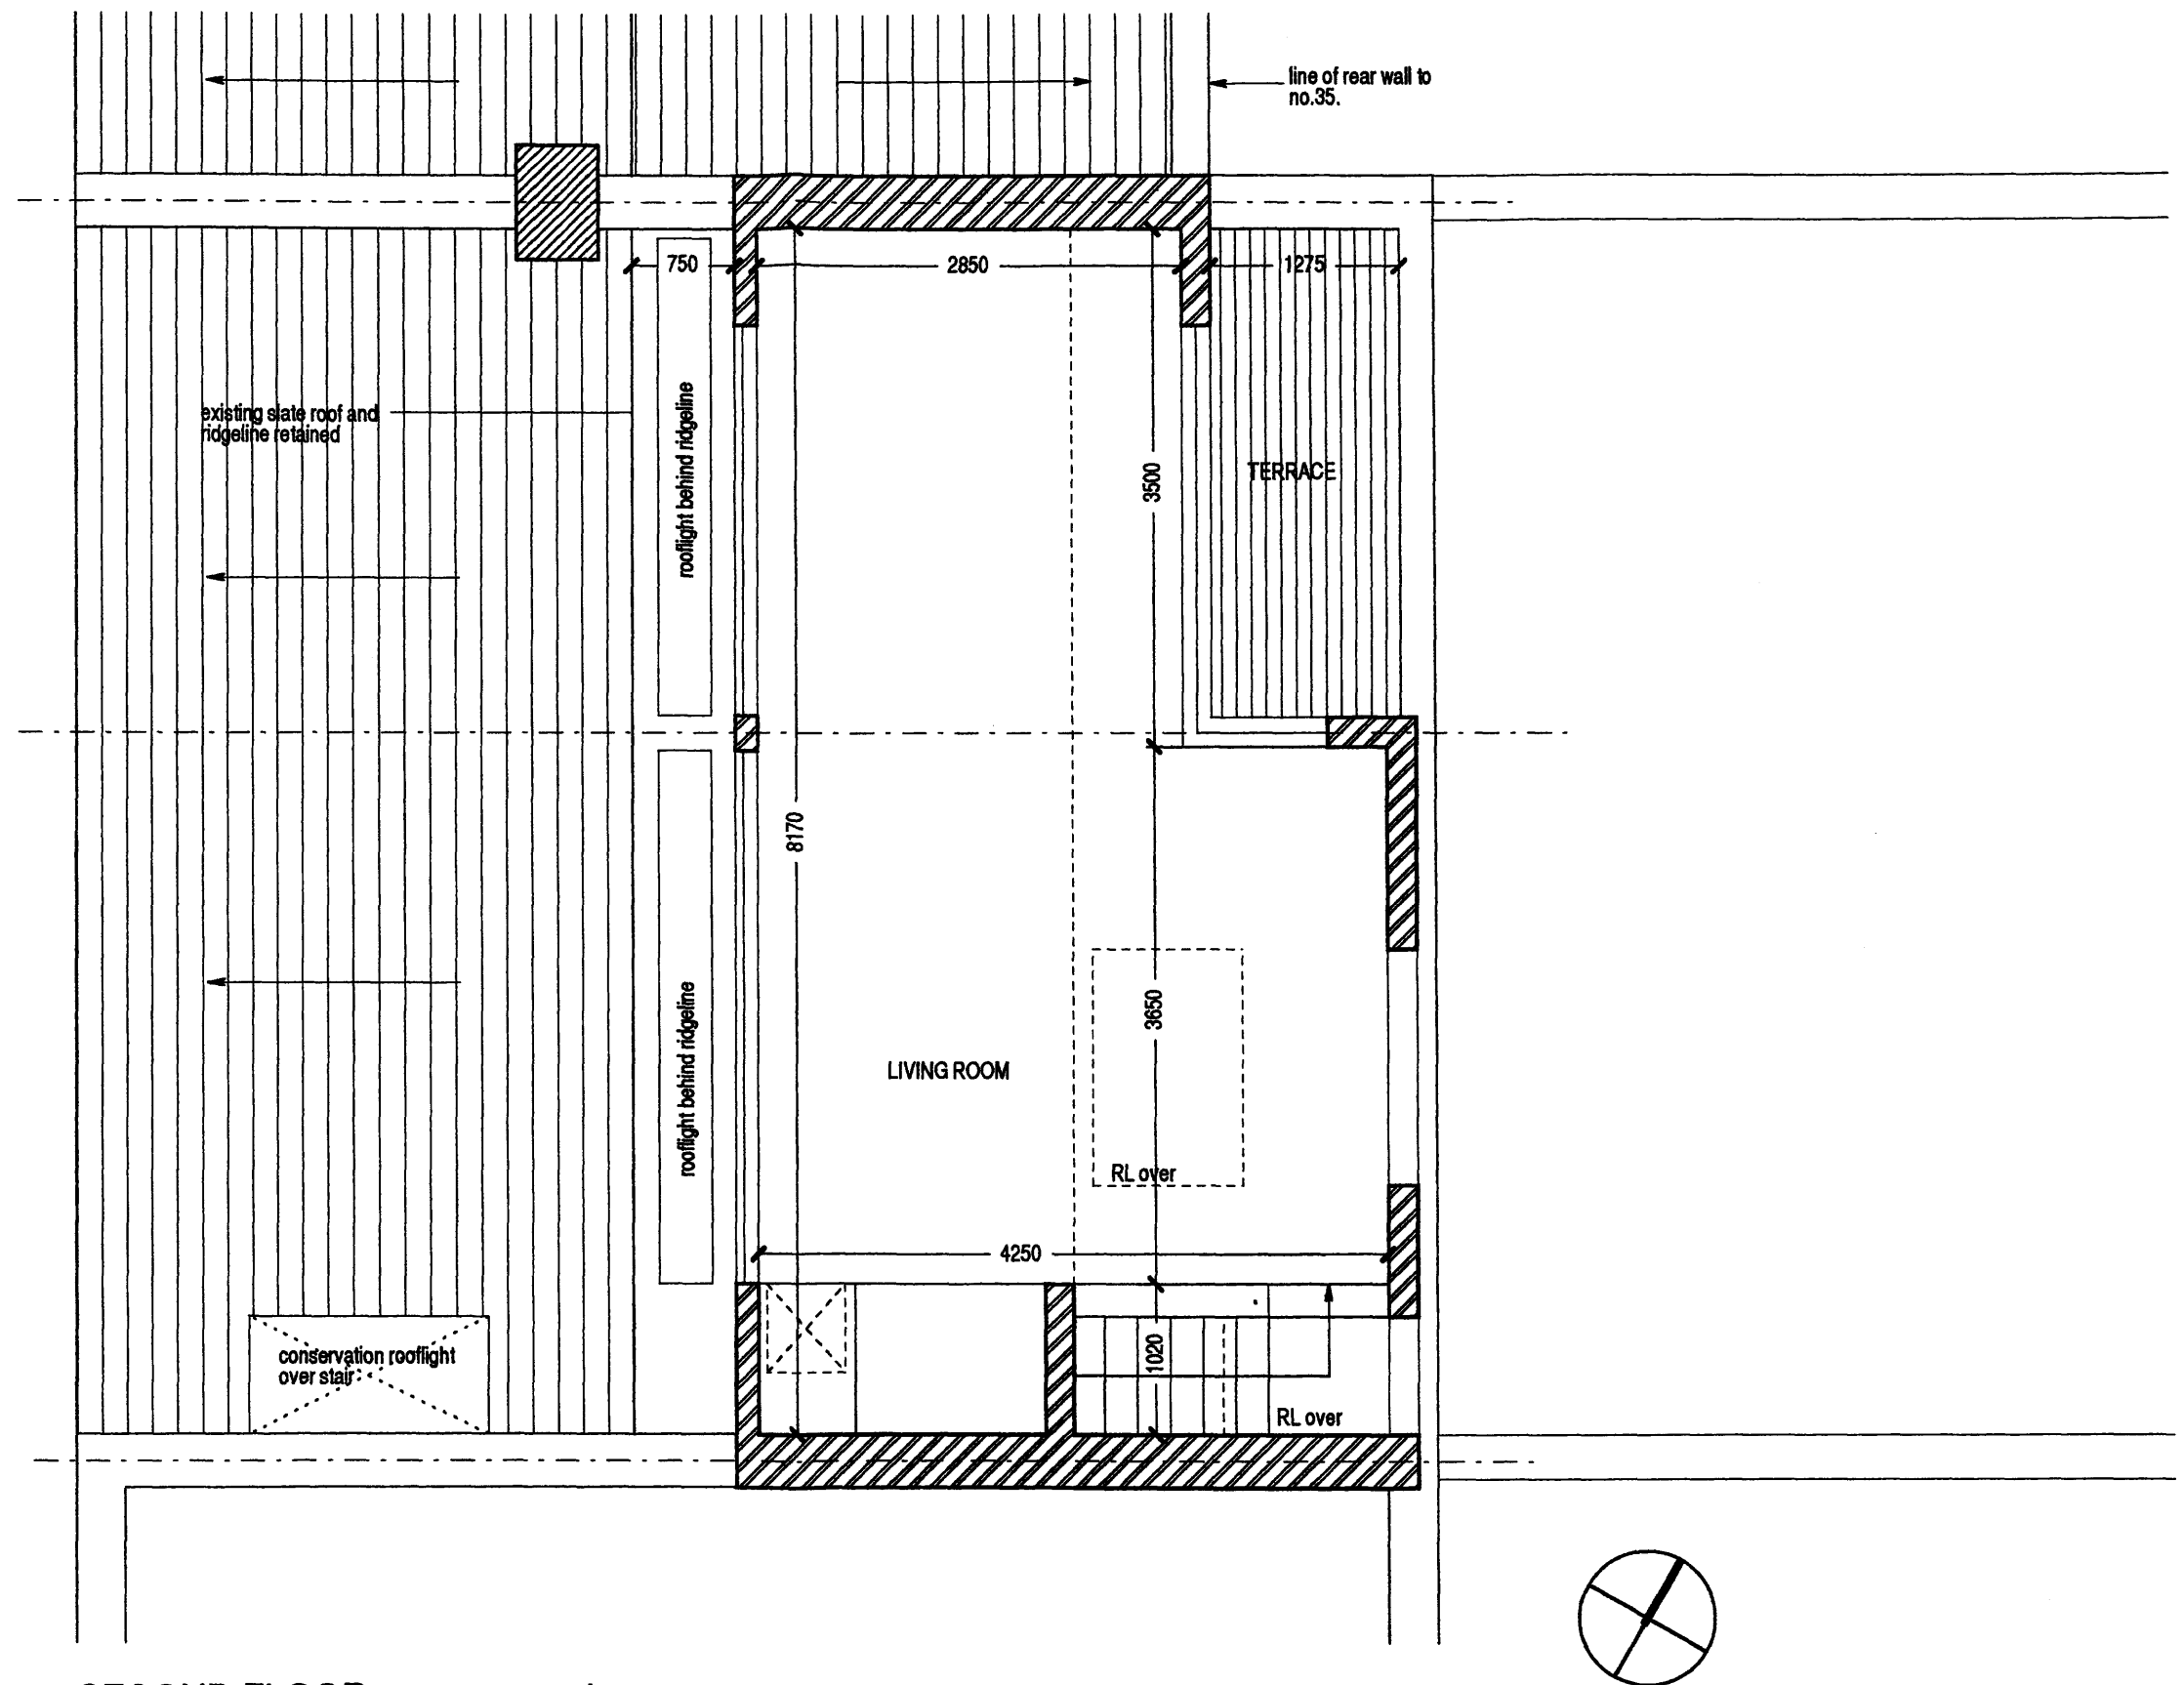 line of rear wall to
no.35.
750
2850
1275
existing slate roof and
ridgeline retained
rooflight behind ridgeline
3500
TERRACE
8170
rooflight behind ridgeline
3650
LIVING ROOM
RL over
4250
conservation rooflight
over stair
1020
RL over
SECOND FLOOR